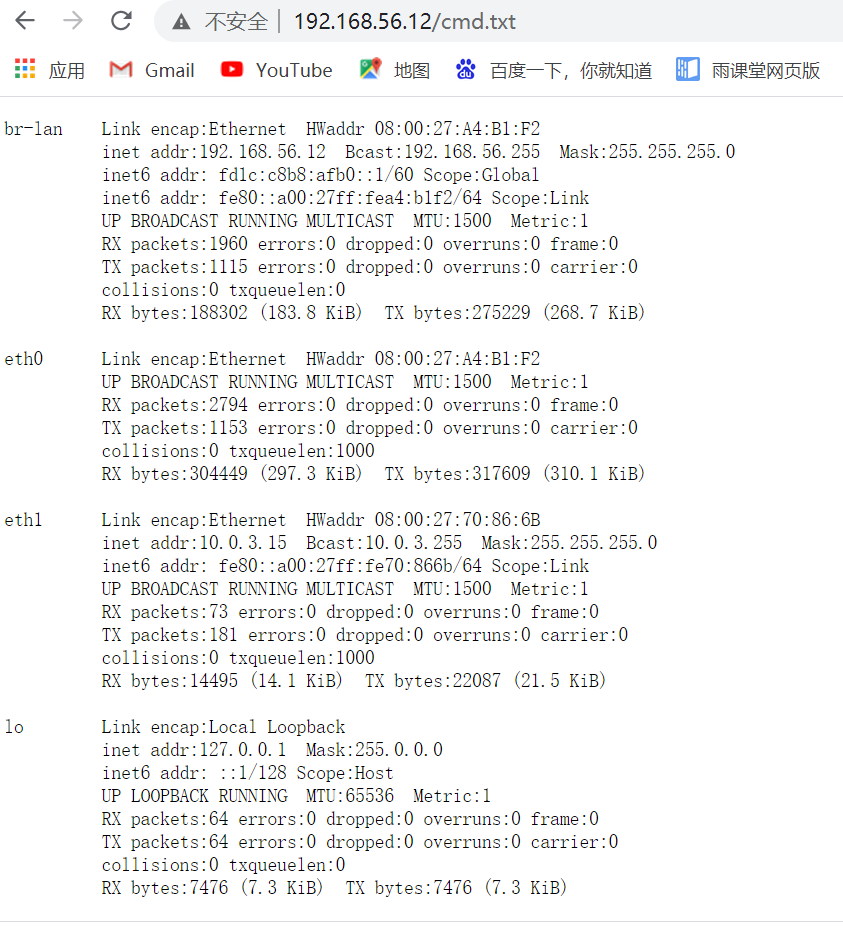 不安全 192.168.56.12/cmd.txt
应用 Gmail YouTube 地图 百度一下，你就知道 雨课堂网页版
br-lan    Link encap:Ethernet  HWaddr 08:00:27:A4:B1:F2
          inet addr:192.168.56.12  Bcast:192.168.56.255  Mask:255.255.255.0
          inet6 addr: fd1c:c8b8:afb0::1/60 Scope:Global
          inet6 addr: fe80::a00:27ff:fea4:b1f2/64 Scope:Link
          UP BROADCAST RUNNING MULTICAST  MTU:1500  Metric:1
          RX packets:1960 errors:0 dropped:0 overruns:0 frame:0
          TX packets:1115 errors:0 dropped:0 overruns:0 carrier:0
          collisions:0 txqueuelen:0
          RX bytes:188302 (183.8 KiB)  TX bytes:275229 (268.7 KiB)
eth0      Link encap:Ethernet  HWaddr 08:00:27:A4:B1:F2
          UP BROADCAST RUNNING MULTICAST  MTU:1500  Metric:1
          RX packets:2794 errors:0 dropped:0 overruns:0 frame:0
          TX packets:1153 errors:0 dropped:0 overruns:0 carrier:0
          collisions:0 txqueuelen:1000
          RX bytes:304449 (297.3 KiB)  TX bytes:317609 (310.1 KiB)
eth1      Link encap:Ethernet  HWaddr 08:00:27:70:86:6B
          inet addr:10.0.3.15  Bcast:10.0.3.255  Mask:255.255.255.0
          inet6 addr: fe80::a00:27ff:fe70:866b/64 Scope:Link
          UP BROADCAST RUNNING MULTICAST  MTU:1500  Metric:1
          RX packets:73 errors:0 dropped:0 overruns:0 frame:0
          TX packets:181 errors:0 dropped:0 overruns:0 carrier:0
          collisions:0 txqueuelen:1000
          RX bytes:14495 (14.1 KiB)  TX bytes:22087 (21.5 KiB)
lo        Link encap:Local Loopback
          inet addr:127.0.0.1  Mask:255.0.0.0
          inet6 addr: ::1/128 Scope:Host
          UP LOOPBACK RUNNING  MTU:65536  Metric:1
          RX packets:64 errors:0 dropped:0 overruns:0 frame:0
          TX packets:64 errors:0 dropped:0 overruns:0 carrier:0
          collisions:0 txqueuelen:0
          RX bytes:7476 (7.3 KiB)  TX bytes:7476 (7.3 KiB)